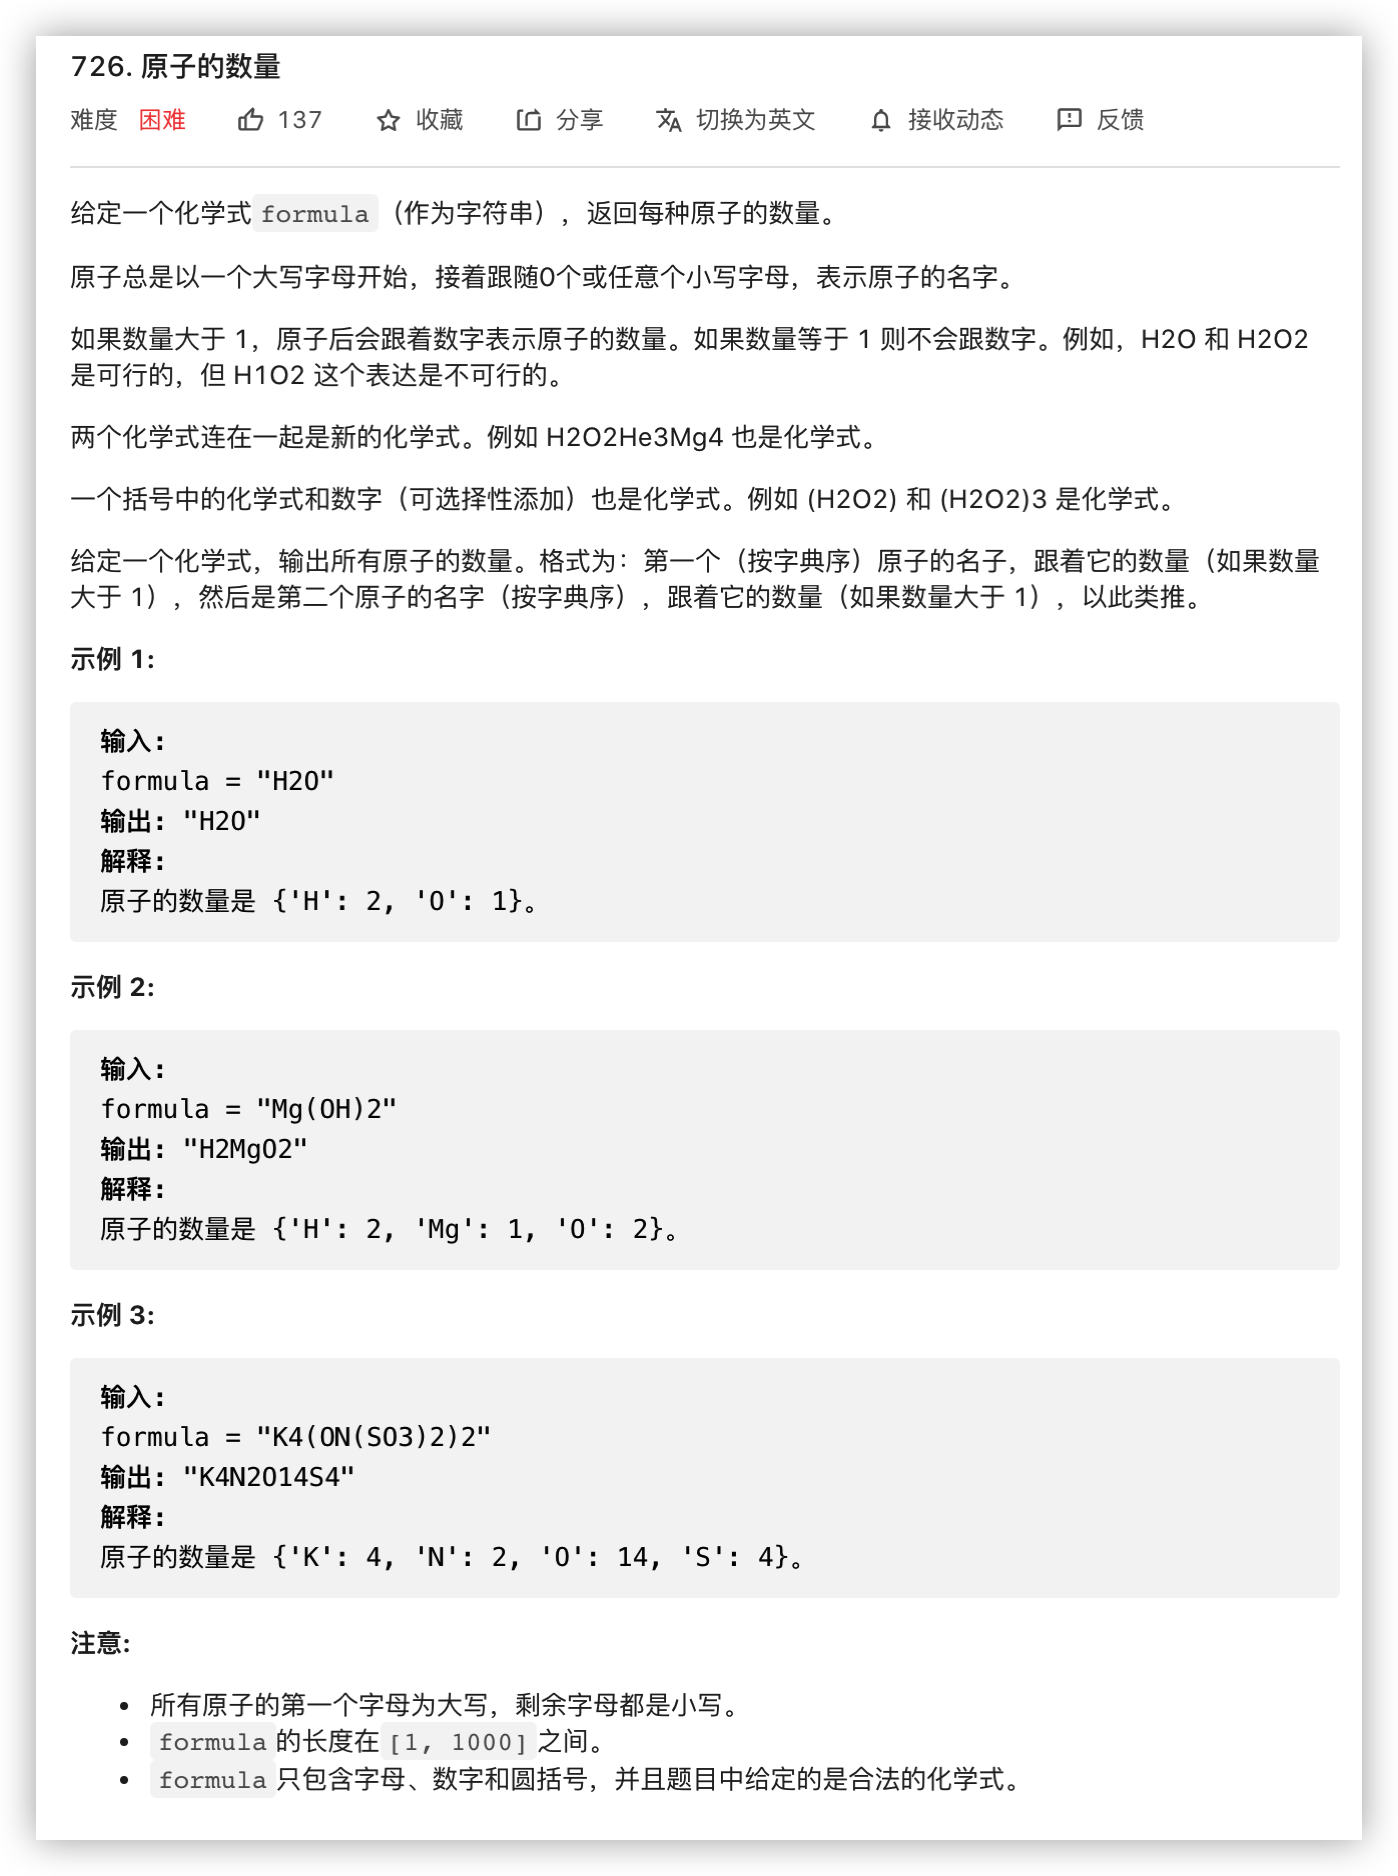 726. 原子的数量
难度 困难 137 收藏 分享 切换为英文 接收动态 反馈
给定一个化学式 formula（作为字符串），返回每种原子的数量。
原子总是以一个大写字母开始，接着跟随0个或任意个小写字母，表示原子的名字。
如果数量大于 1，原子后会跟着数字表示原子的数量。如果数量等于 1 则不会跟数字。例如，H2O 和 H2O2
是可行的，但 H1O2 这个表达是不可行的。
两个化学式连在一起是新的化学式。例如 H2O2He3Mg4 也是化学式。
一个括号中的化学式和数字（可选择性添加）也是化学式。例如 (H2O2) 和 (H2O2)3 是化学式。
给定一个化学式，输出所有原子的数量。格式为：第一个（按字典序）原子的名子，跟着它的数量（如果数量
大于 1），然后是第二个原子的名字（按字典序），跟着它的数量（如果数量大于 1），以此类推。
示例 1:
输入:
formula = "H2O"
输出: "H2O"
解释:
原子的数量是 {'H': 2, 'O': 1}。
示例 2:
输入:
formula = "Mg(OH)2"
输出: "H2MgO2"
解释:
原子的数量是 {'H': 2, 'Mg': 1, 'O': 2}。
示例 3:
输入:
formula = "K4(ON(SO3)2)2"
输出: "K4N2O14S4"
解释:
原子的数量是 {'K': 4, 'N': 2, 'O': 14, 'S': 4}。
注意:
• 所有原子的第一个字母为大写，剩余字母都是小写。
• formula的长度在[1, 1000]之间。
• formula只包含字母、数字和圆括号，并且题目中给定的是合法的化学式。